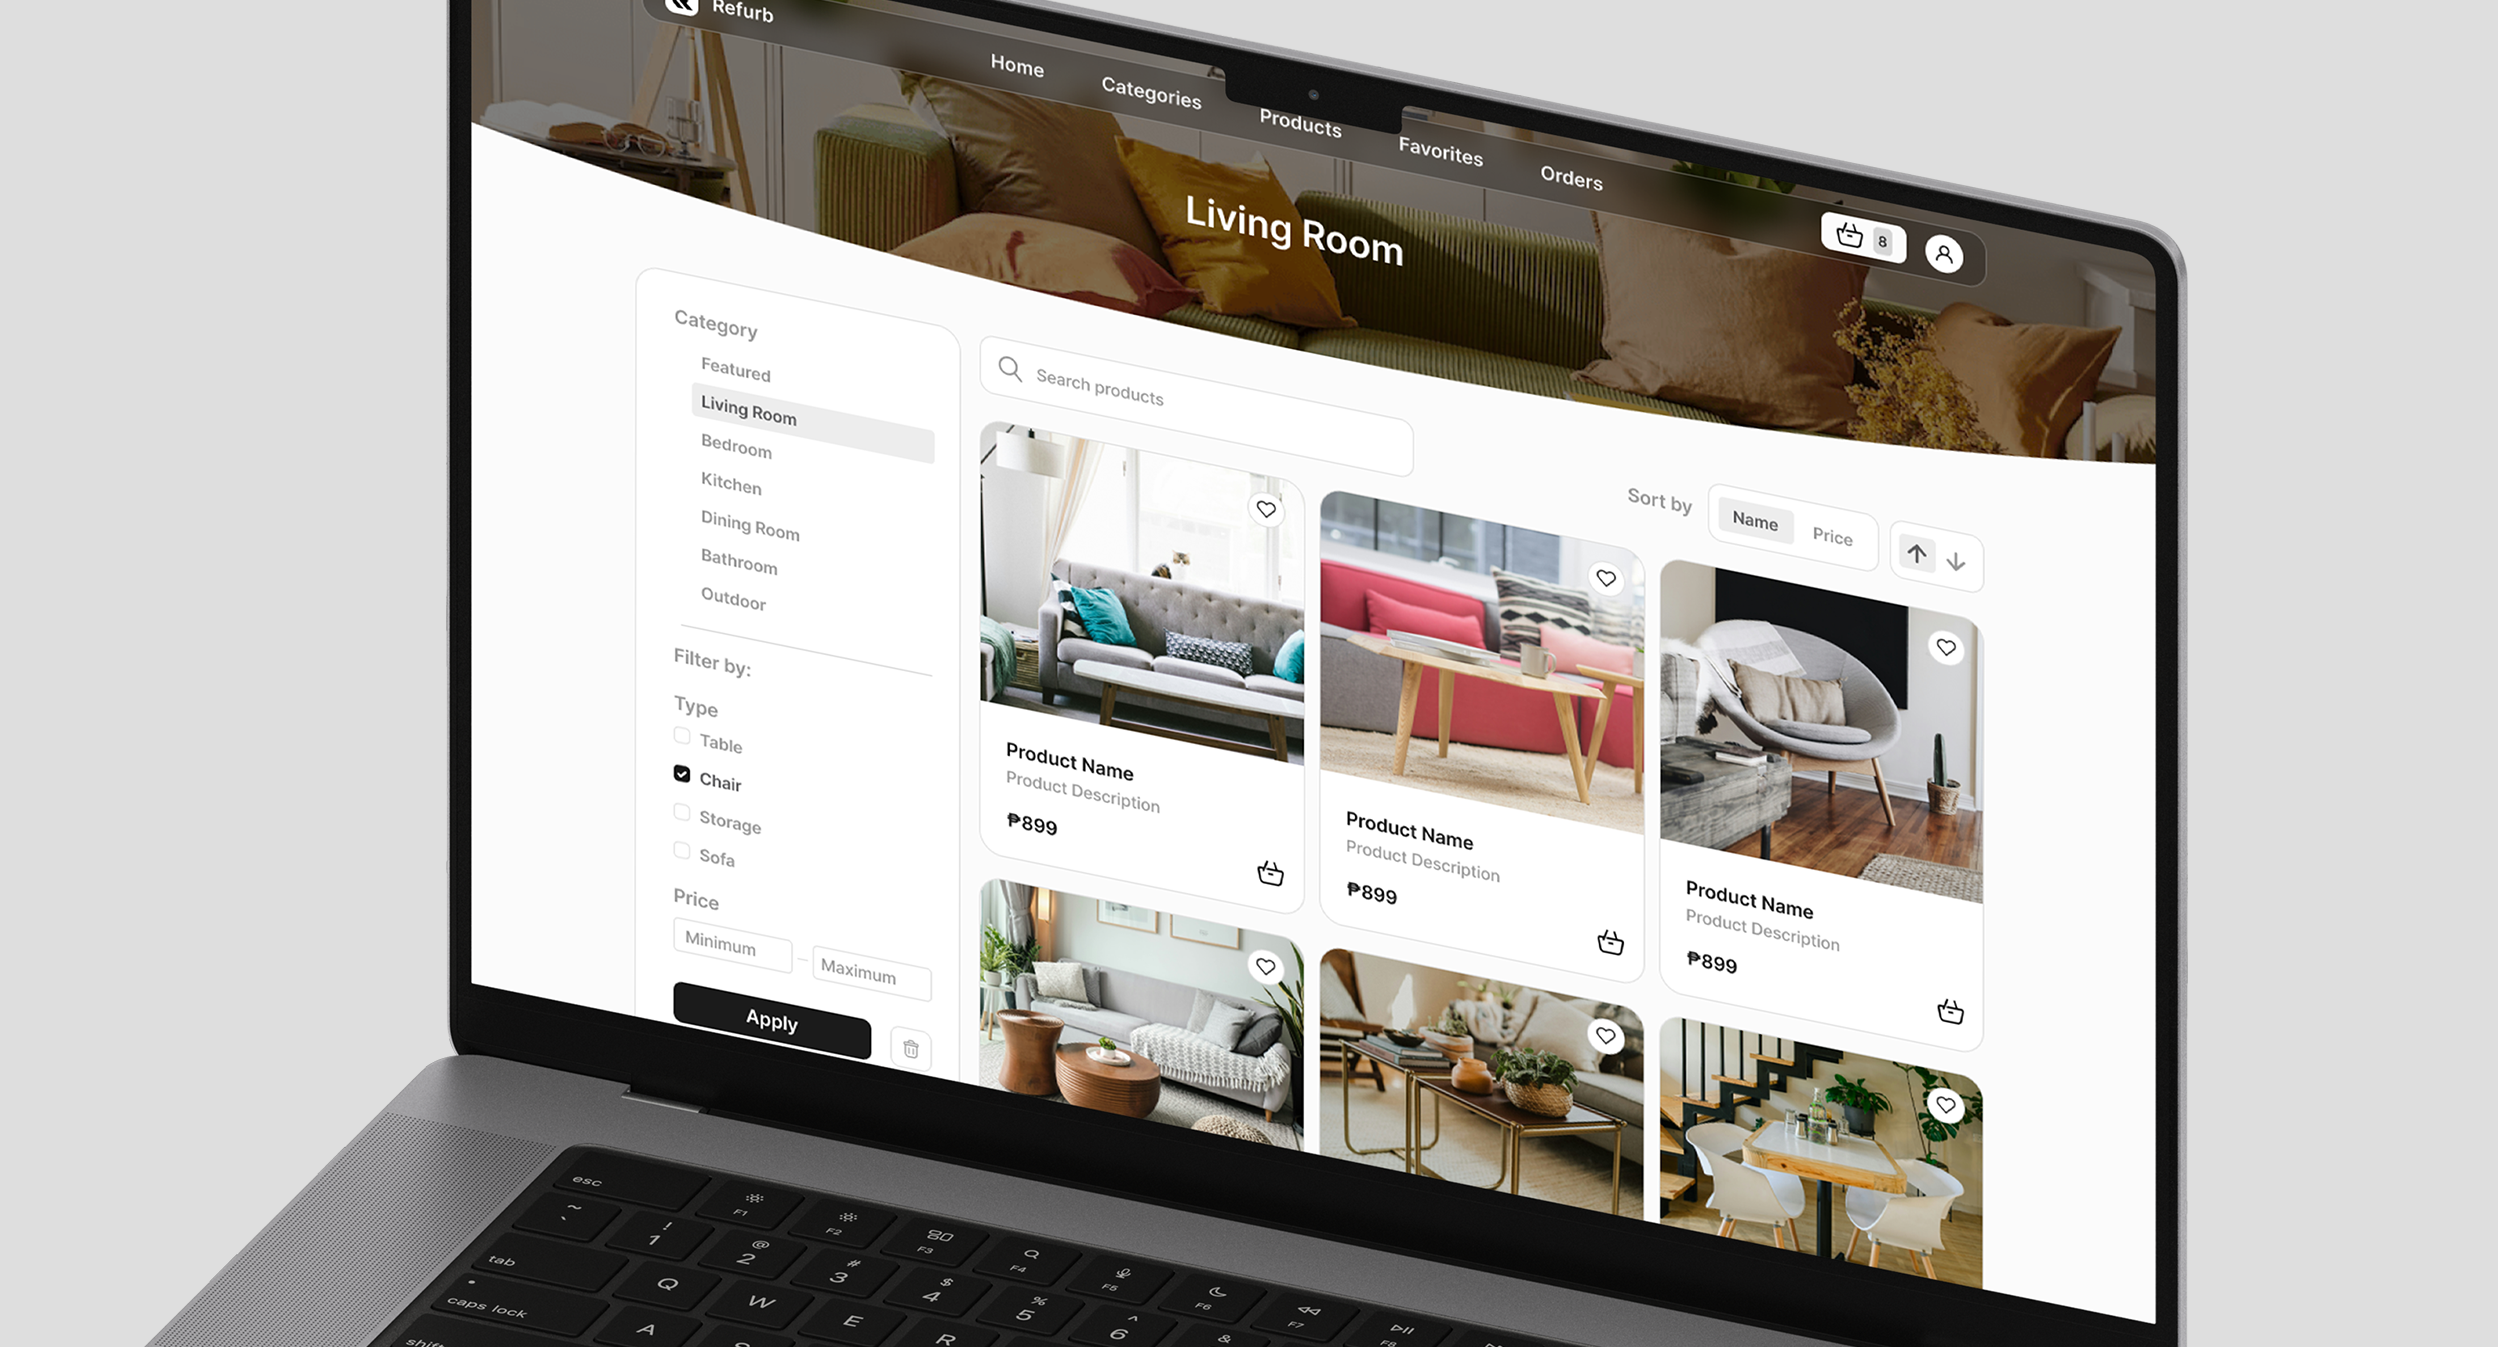 Refurb
Home
Categories
Products
Favorites
Orders
8
Living Room
Category
Featured
Living Room
Bedroom
Kitchen
Dining Room
Bathroom
Outdoor
Filter by:
Type
Table
Chair
Storage
Sofa
Price
Minimum
–
Maximum
Apply
Search products
Sort by
Name
Price
Product Name
Product Description
₱899
Product Name
Product Description
₱899
Product Name
Product Description
₱899
esc
F1
F2
F3
F4
F5
F6
F7
F8
~
`
!
1
@
2
#
3
$
4
%
5
^
6
&
tab
Q
W
E
R
caps lock
A
S
shift